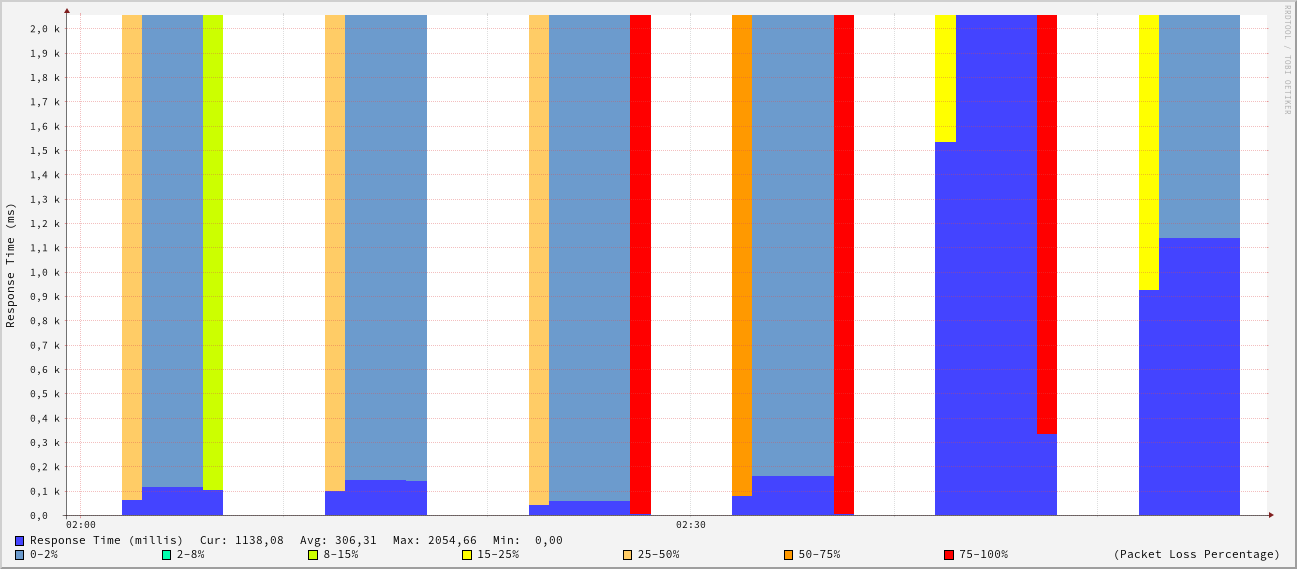 RRDTOOL / TOBI OETIKER
Response Time (ms)
2,0 k
1,9 k
1,8 k
1,7 k
1,6 k
1,5 k
1,4 k
1,3 k
1,2 k
1,1 k
1,0 k
0,9 k
0,8 k
0,7 k
0,6 k
0,5 k
0,4 k
0,3 k
0,2 k
0,1 k
0,0
02:00 02:30
Response Time (millis) Cur: 1138,08 Avg: 306,31 Max: 2054,66 Min: 0,00
0-2% 2-8% 8-15% 15-25% 25-50% 50-75% 75-100% (Packet Loss Percentage)